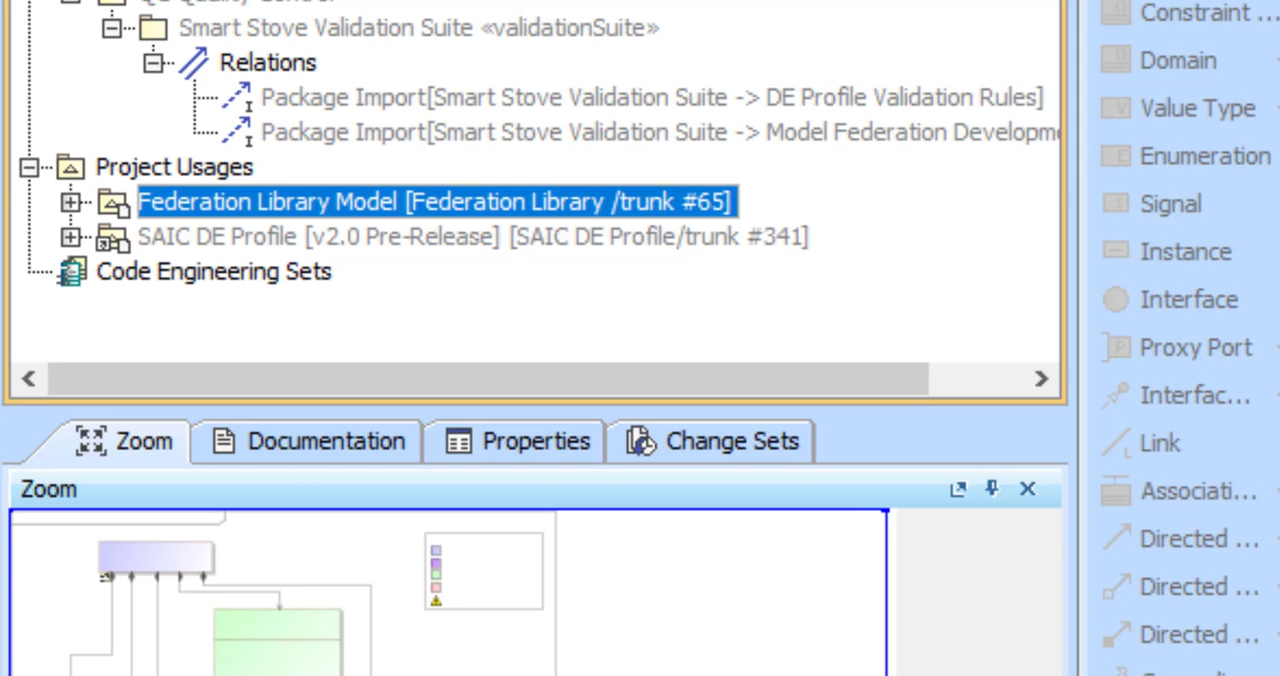 Smart Stove Validation Suite «validationSuite»
Relations
Package Import[Smart Stove Validation Suite -> DE Profile Validation Rules]
Package Import[Smart Stove Validation Suite -> Model Federation Developm
Project Usages
Federation Library Model [Federation Library /trunk #65]
SAIC DE Profile [v2.0 Pre-Release] [SAIC DE Profile/trunk #341]
Code Engineering Sets
Zoom
Documentation
Properties
Change Sets
Zoom
Constraint ...
Domain
Value Type
Enumeration
Signal
Instance
Interface
Proxy Port
Interfac...
Link
Associati...
Directed ...
Directed ...
Directed ...